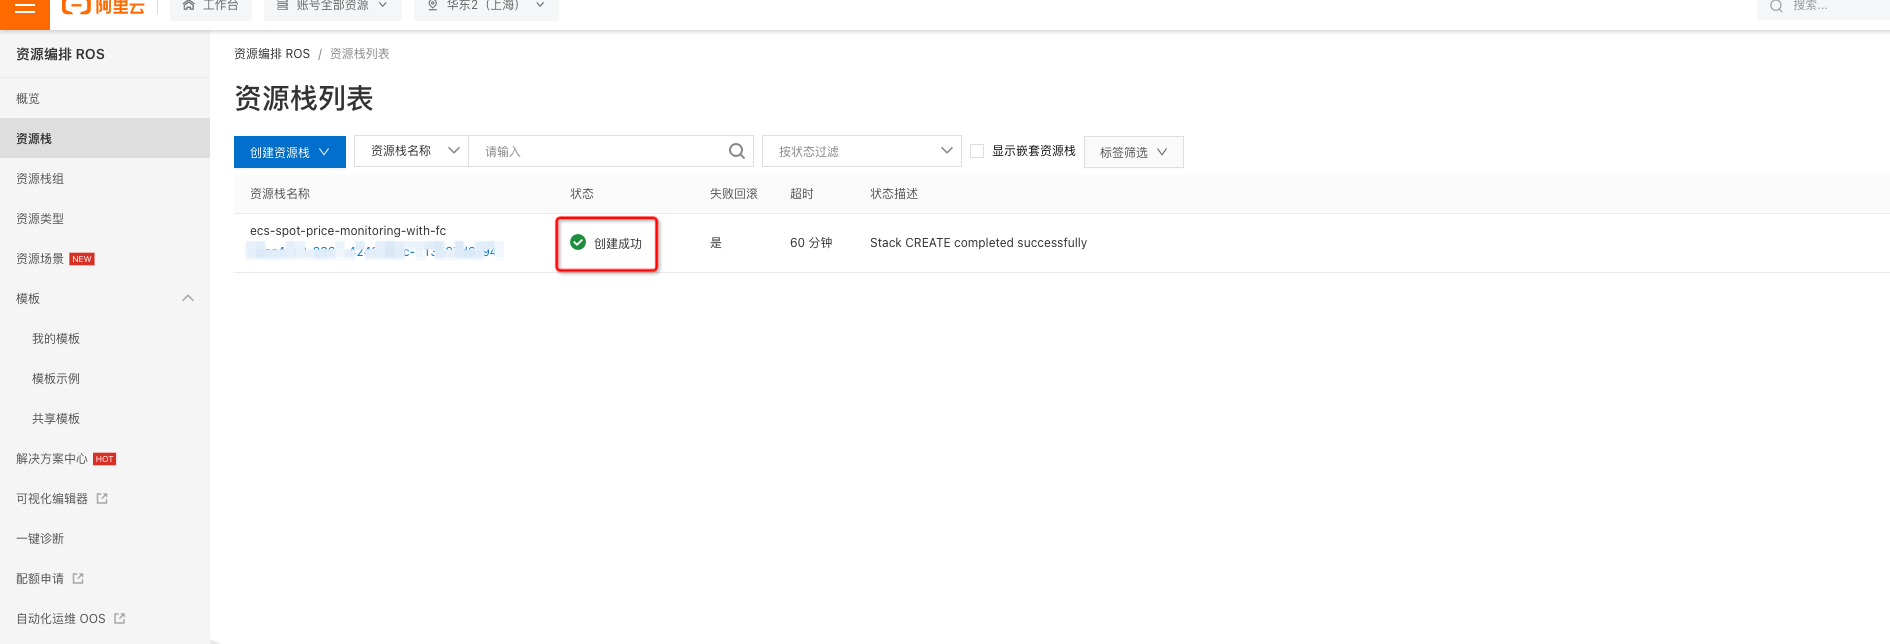 阿里云
工作台
账号全部资源
华东2（上海）
搜索...
资源编排 ROS
概览
资源栈
资源栈组
资源类型
资源场景 NEW
模板
我的模板
模板示例
共享模板
解决方案中心 HOT
可视化编辑器
一键诊断
配额申请
自动化运维 OOS
资源编排 ROS / 资源栈列表
资源栈列表
创建资源栈
资源栈名称
请输入
按状态过滤
显示嵌套资源栈
标签筛选
资源栈名称 状态 失败回滚 超时 状态描述
ecs-spot-price-monitoring-with-fc
创建成功 是 60 分钟 Stack CREATE completed successfully